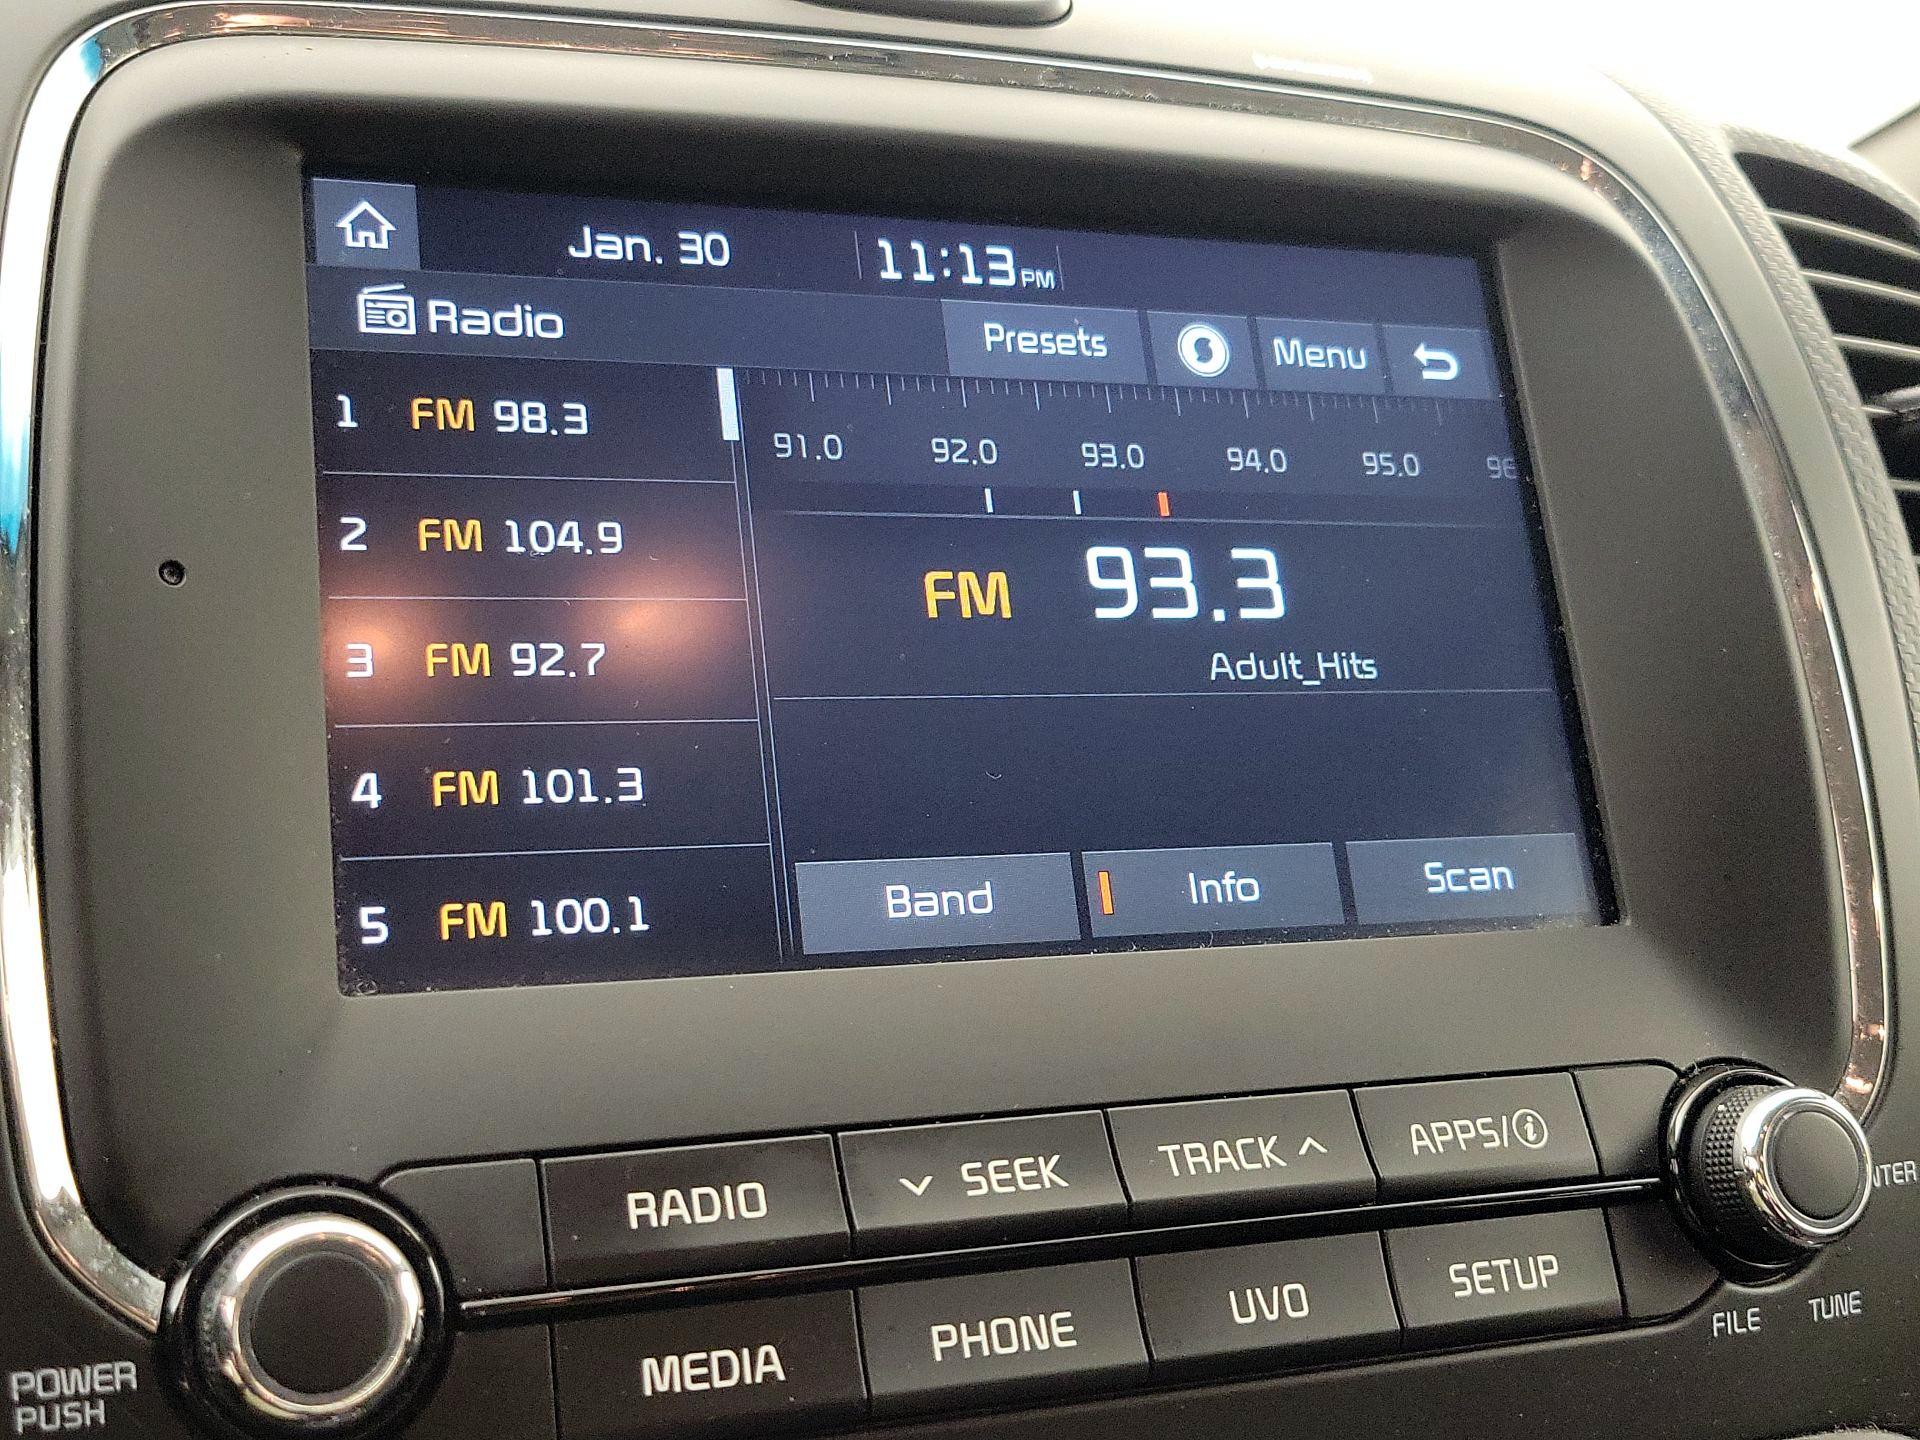 Jan. 30
11:13 PM
Radio
Presets
Menu
1 FM 98.3
2 FM 104.9
3 FM 92.7
4 FM 101.3
5 FM 100.1
91.0 92.0 93.0 94.0 95.0
FM 93.3
Adult_Hits
Band
Info
Scan
RADIO
SEEK
TRACK
APPS/i
MEDIA
PHONE
UVO
SETUP
POWER
PUSH
FILE
TUNE